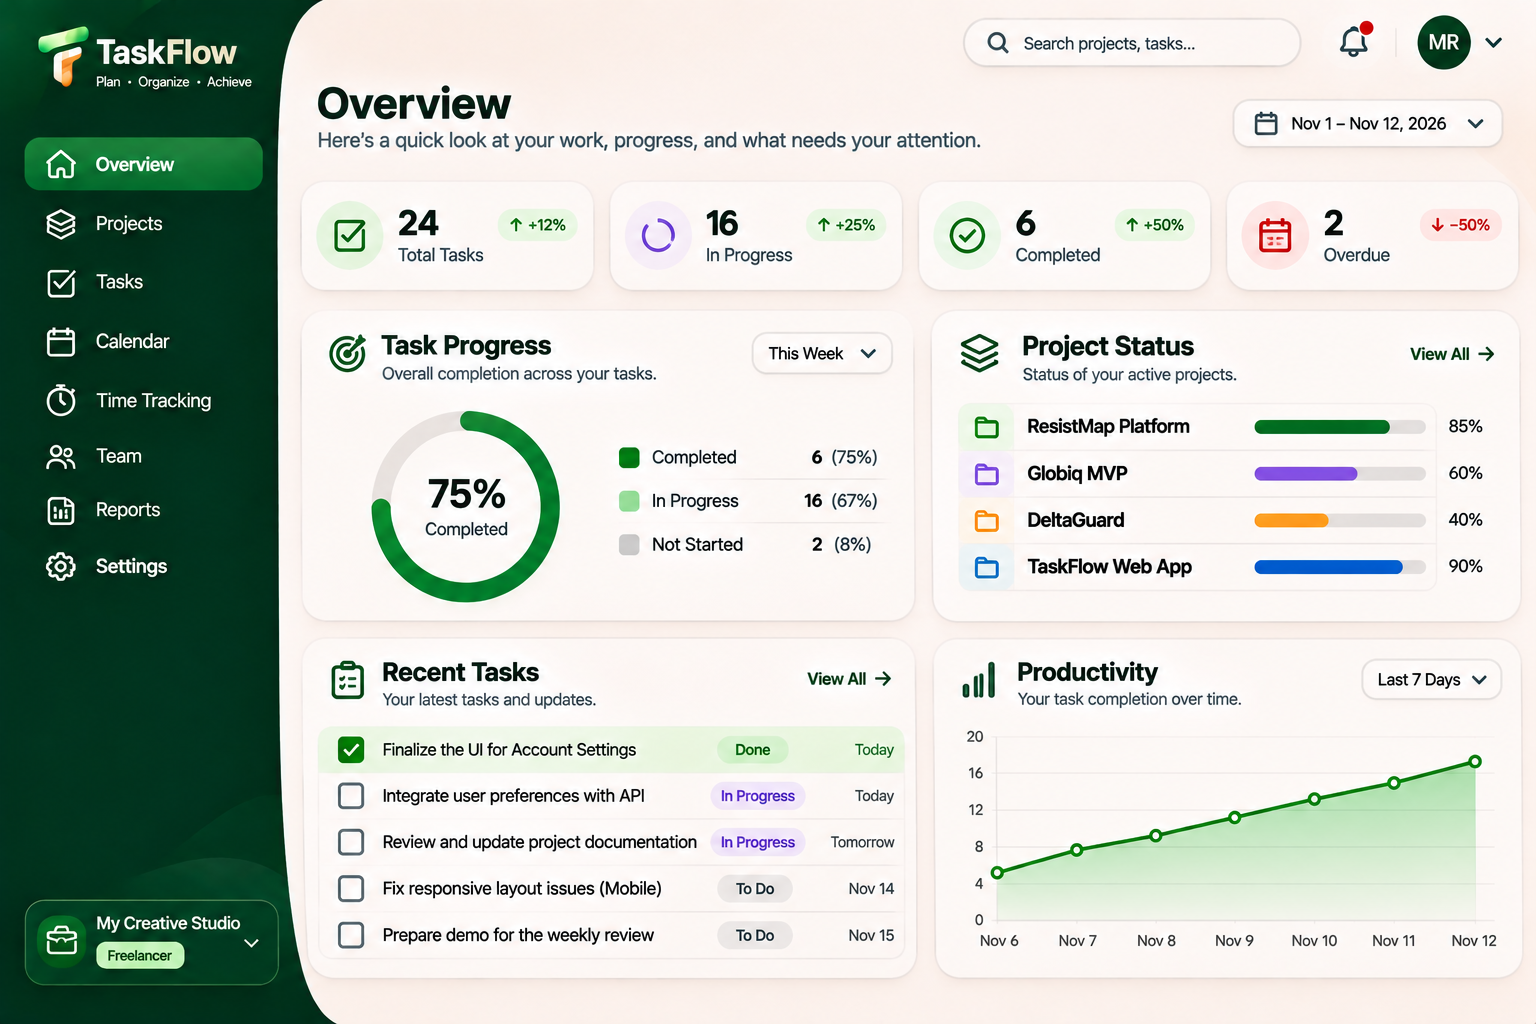 TaskFlow
Plan • Organize • Achieve
Overview
Projects
Tasks
Calendar
Time Tracking
Team
Reports
Settings
My Creative Studio
Freelancer
Search projects, tasks...
MR
Overview
Here's a quick look at your work, progress, and what needs your attention.
Nov 1 – Nov 12, 2026
24
Total Tasks
↑ +12%
16
In Progress
↑ +25%
6
Completed
↑ +50%
2
Overdue
↓ −50%
Task Progress
Overall completion across your tasks.
This Week
75%
Completed
Completed 6 (75%)
In Progress 16 (67%)
Not Started 2 (8%)
Project Status
Status of your active projects.
View All →
ResistMap Platform 85%
Globiq MVP 60%
DeltaGuard 40%
TaskFlow Web App 90%
Recent Tasks
Your latest tasks and updates.
View All →
Finalize the UI for Account Settings Done Today
Integrate user preferences with API In Progress Today
Review and update project documentation In Progress Tomorrow
Fix responsive layout issues (Mobile) To Do Nov 14
Prepare demo for the weekly review To Do Nov 15
Productivity
Your task completion over time.
Last 7 Days
20
16
12
8
4
0
Nov 6 Nov 7 Nov 8 Nov 9 Nov 10 Nov 11 Nov 12